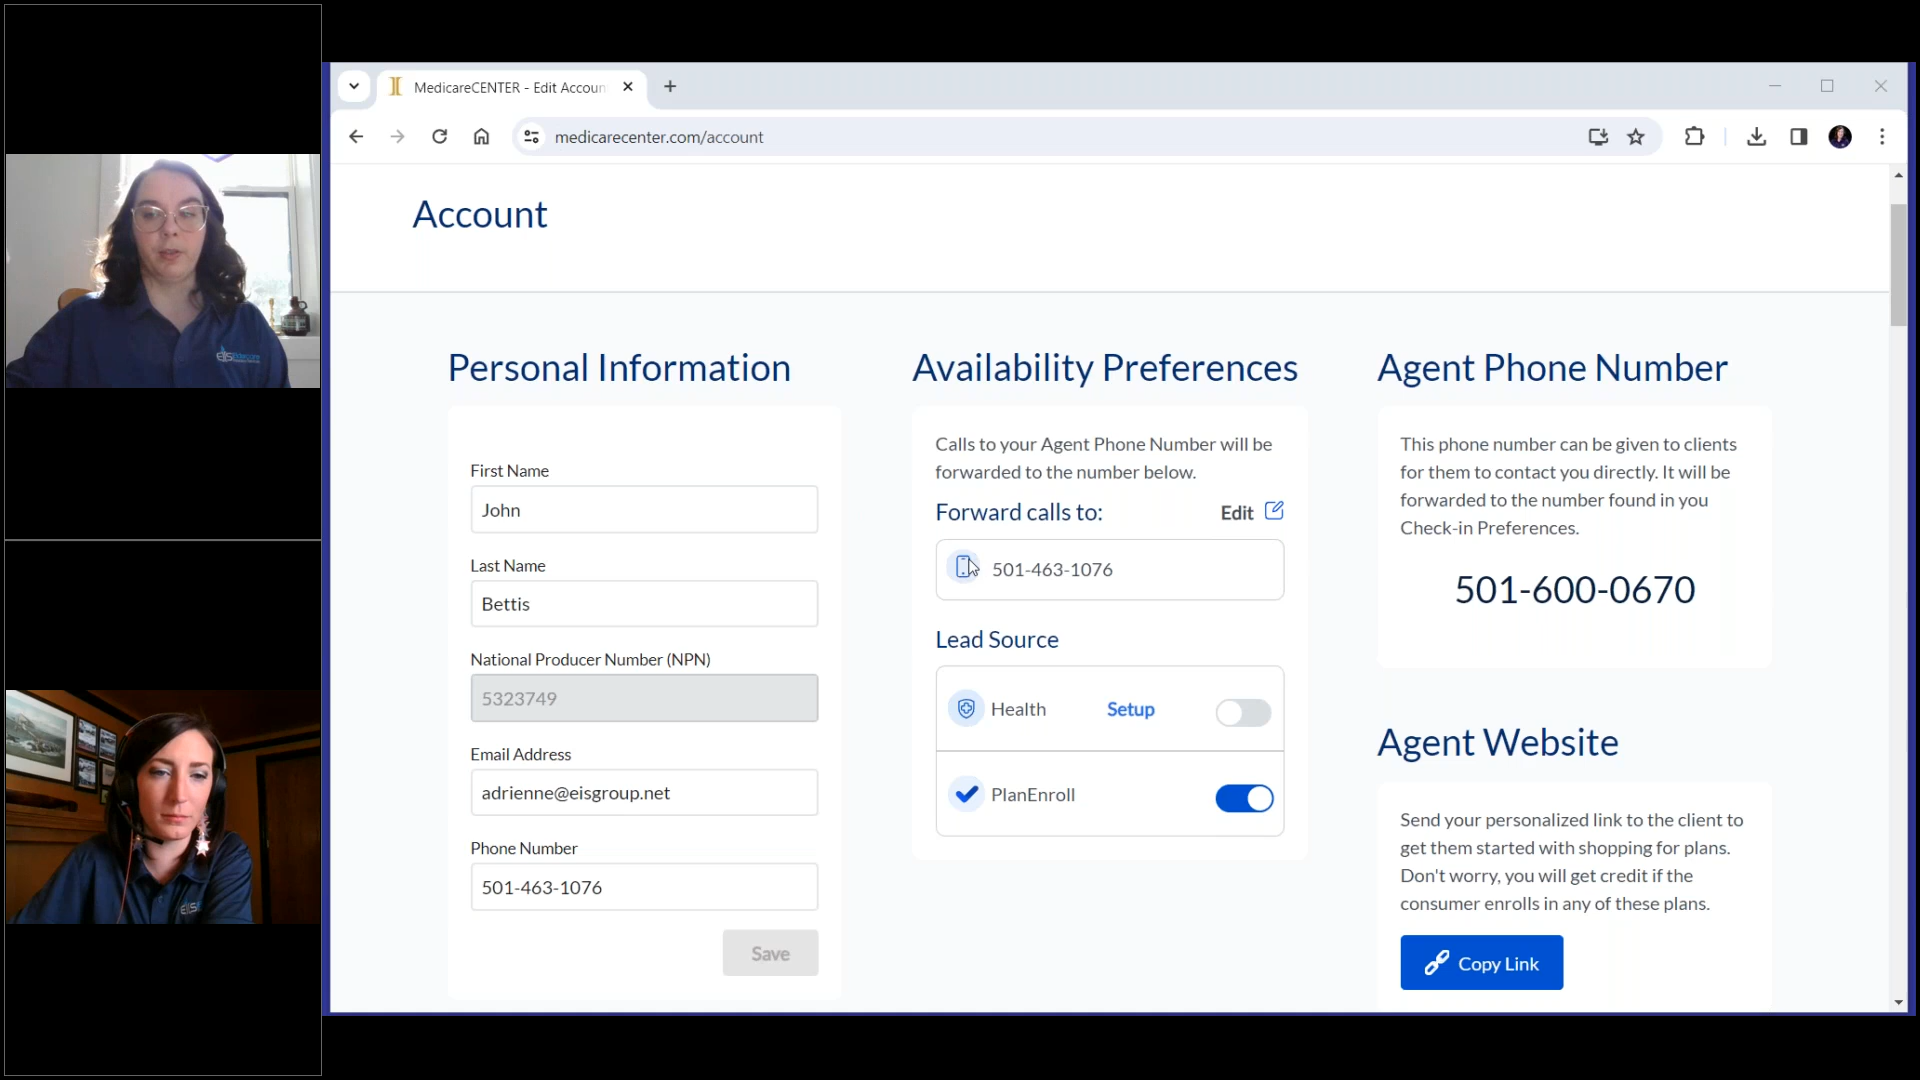 MedicareCENTER - Edit Accoun
medicarecenter.com/account
Account
Personal Information
First Name
John
Last Name
Bettis
National Producer Number (NPN)
5323749
Email Address
adrienne@eisgroup.net
Phone Number
501-463-1076
Save
Availability Preferences
Calls to your Agent Phone Number will be
forwarded to the number below.
Forward calls to:
Edit
501-463-1076
Lead Source
Health
Setup
PlanEnroll
Agent Phone Number
This phone number can be given to clients
for them to contact you directly. It will be
forwarded to the number found in you
Check-in Preferences.
501-600-0670
Agent Website
Send your personalized link to the client to
get them started with shopping for plans.
Don't worry, you will get credit if the
consumer enrolls in any of these plans.
Copy Link